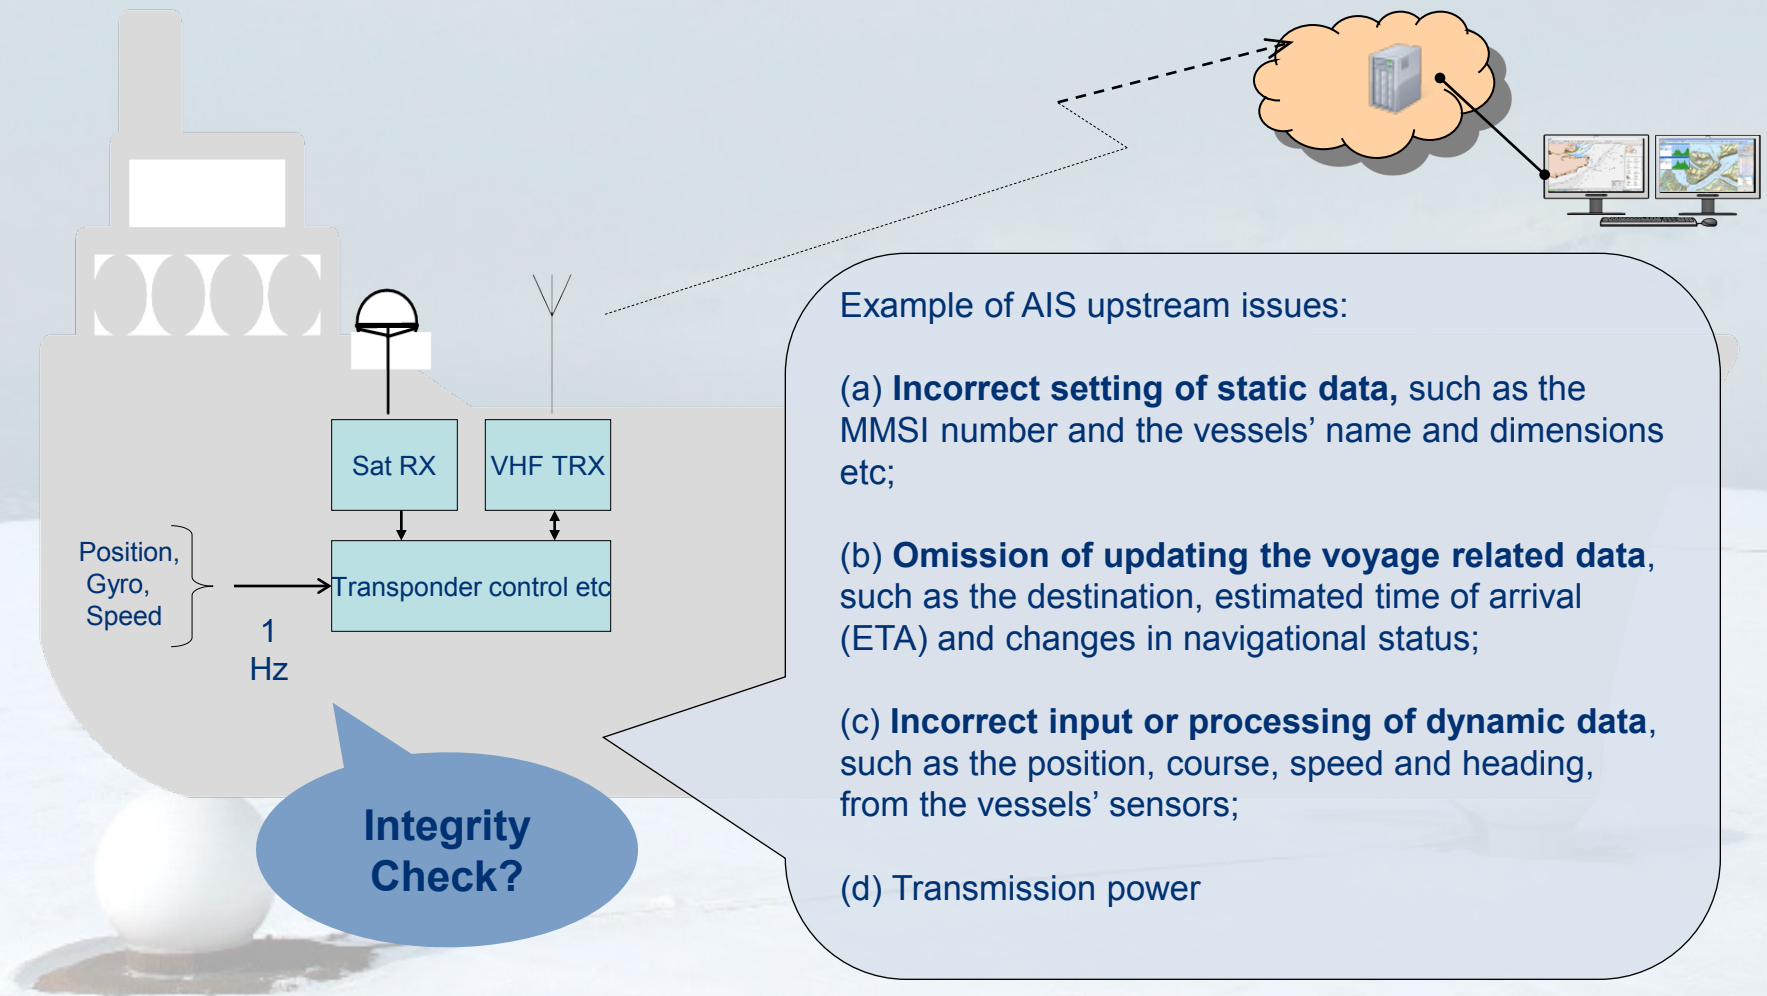 Example of AIS upstream issues:
(a) Incorrect setting of static data, such as the
MMSI number and the vessels’ name and dimensions
etc;
(b) Omission of updating the voyage related data,
such as the destination, estimated time of arrival
(ETA) and changes in navigational status;
(c) Incorrect input or processing of dynamic data,
such as the position, course, speed and heading,
from the vessels’ sensors;
(d) Transmission power
Sat RX
VHF TRX
Position,
Gyro,
Speed
1
Hz
Transponder control etc
Integrity
Check?